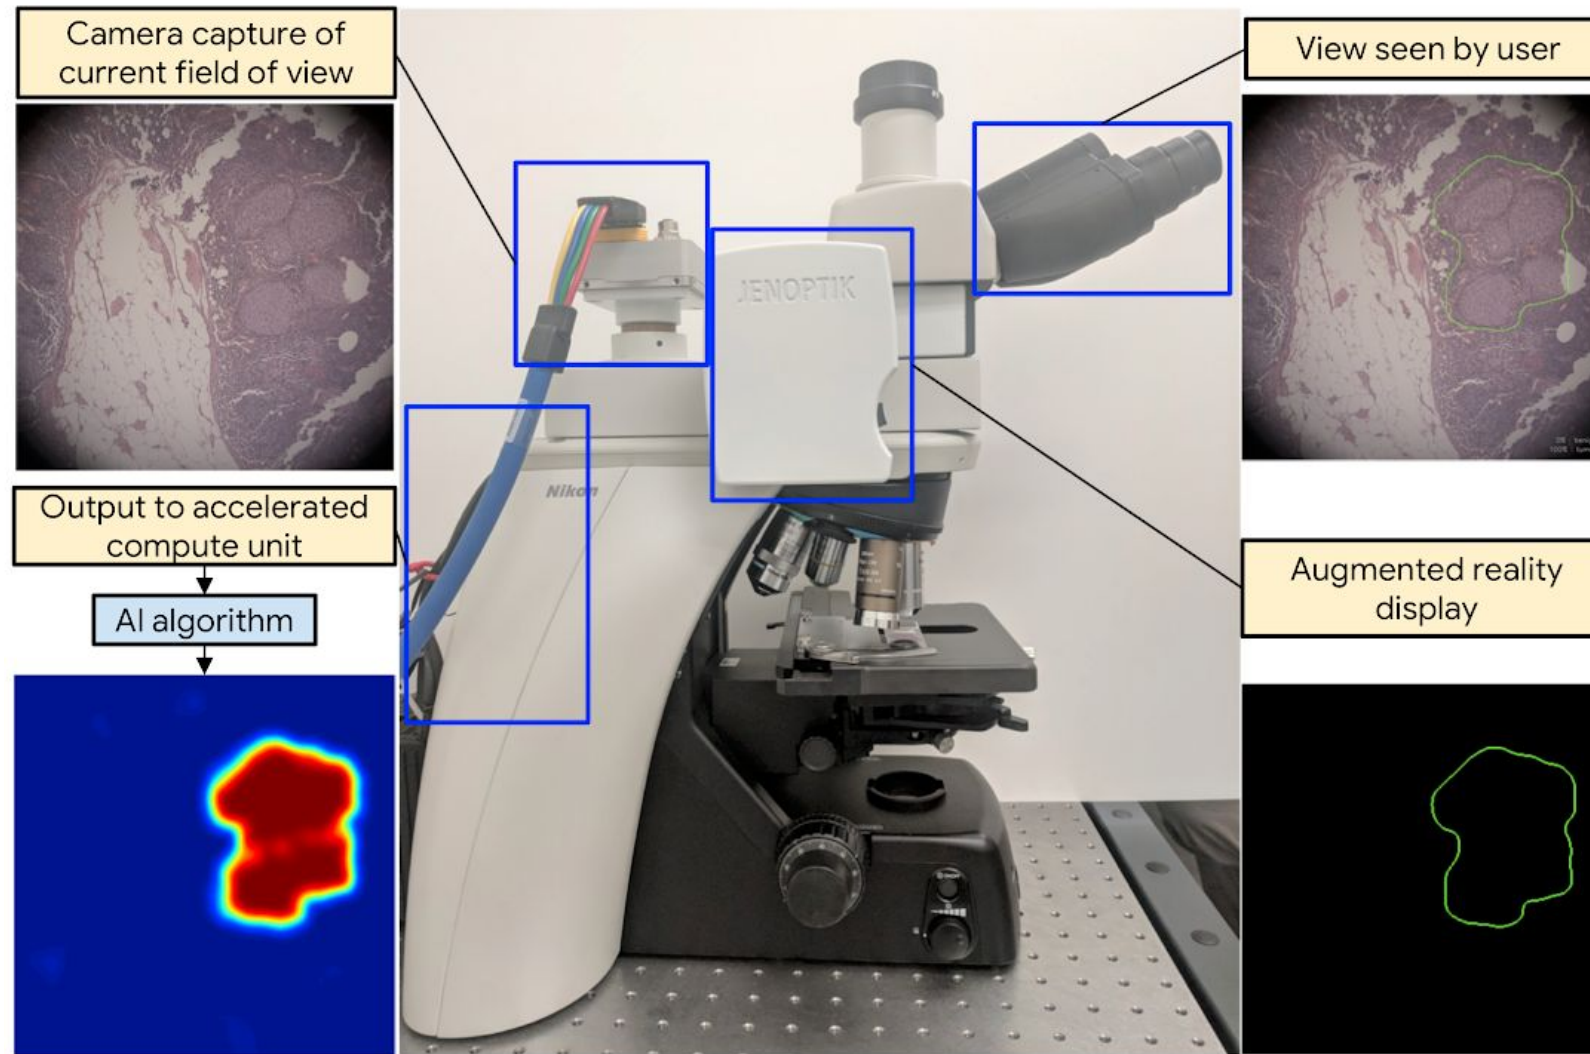 Camera capture of
current field of view
View seen by user
JENOPTIK
Nikon
Output to accelerated
compute unit
AI algorithm
Augmented reality
display